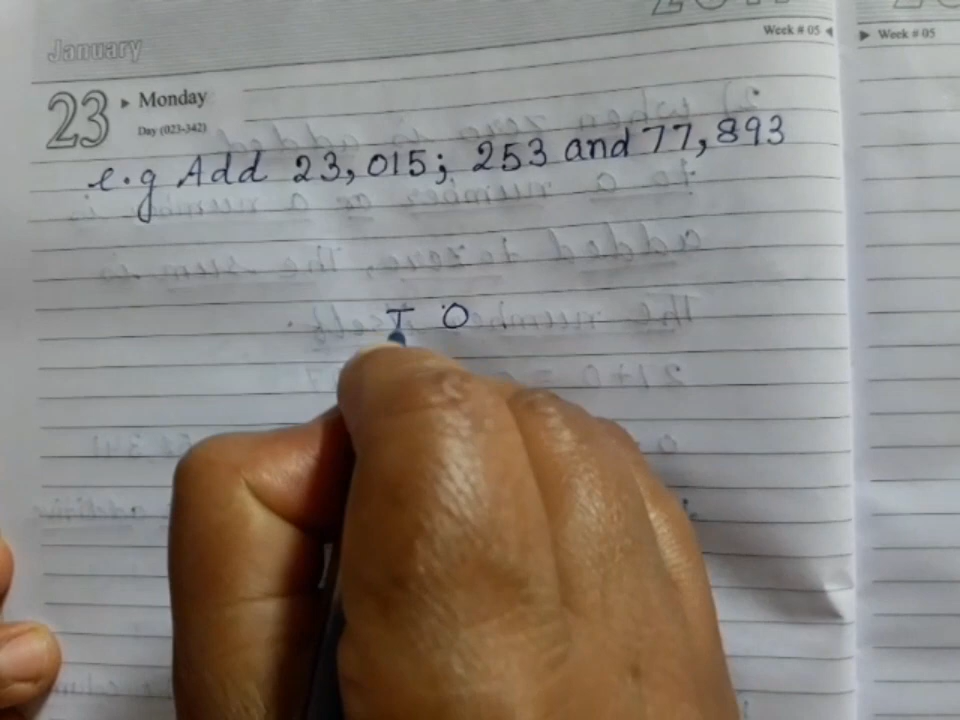 January
Week # 05
Week # 05
23 Monday
Day (023-342)
e.g Add 23,015; 253 and 77,893
T O